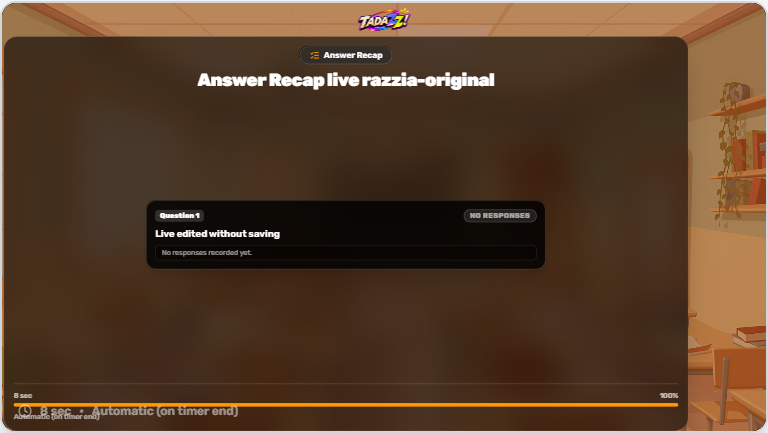 TADAZZ!
Answer Recap
Answer Recap live razzia-original
Question 1
NO RESPONSES
Live edited without saving
No responses recorded yet.
8 sec
100%
8 sec • Automatic (on timer end)
Automatic (on timer end)